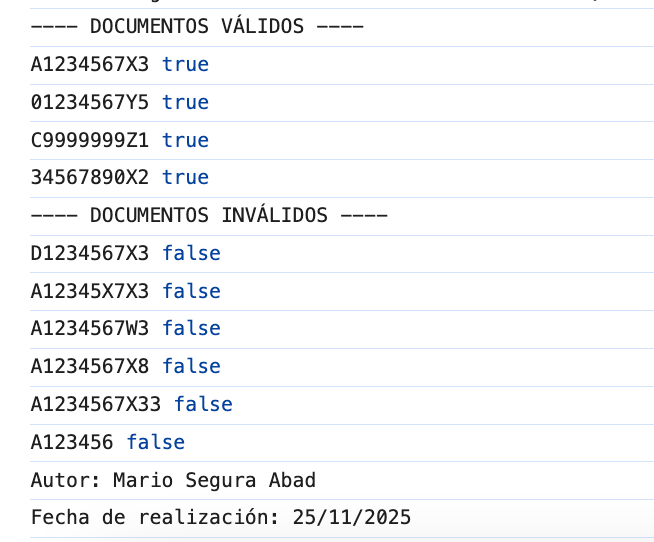 ---- DOCUMENTOS VÁLIDOS ----
A1234567X3 true
01234567Y5 true
C9999999Z1 true
34567890X2 true
---- DOCUMENTOS INVÁLIDOS ----
D1234567X3 false
A12345X7X3 false
A1234567W3 false
A1234567X8 false
A1234567X33 false
A123456 false
Autor: Mario Segura Abad
Fecha de realización: 25/11/2025